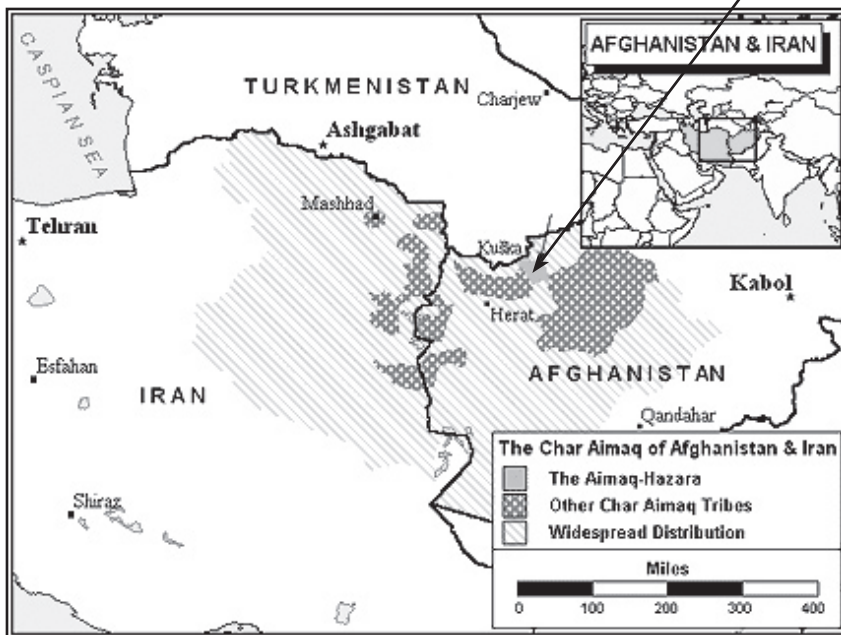 AFGHANISTAN & IRAN
CASPIAN SEA
TURKMENISTAN
Charjew
Ashgabat
Mashhad
Tehran
Kuška
Kabol
Herat
Esfahan
IRAN
AFGHANISTAN
Qandahar
Shiraz
The Char Aimaq of Afghanistan & Iran
The Aimaq-Hazara
Other Char Aimaq Tribes
Widespread Distribution
Miles
0 100 200 300 400